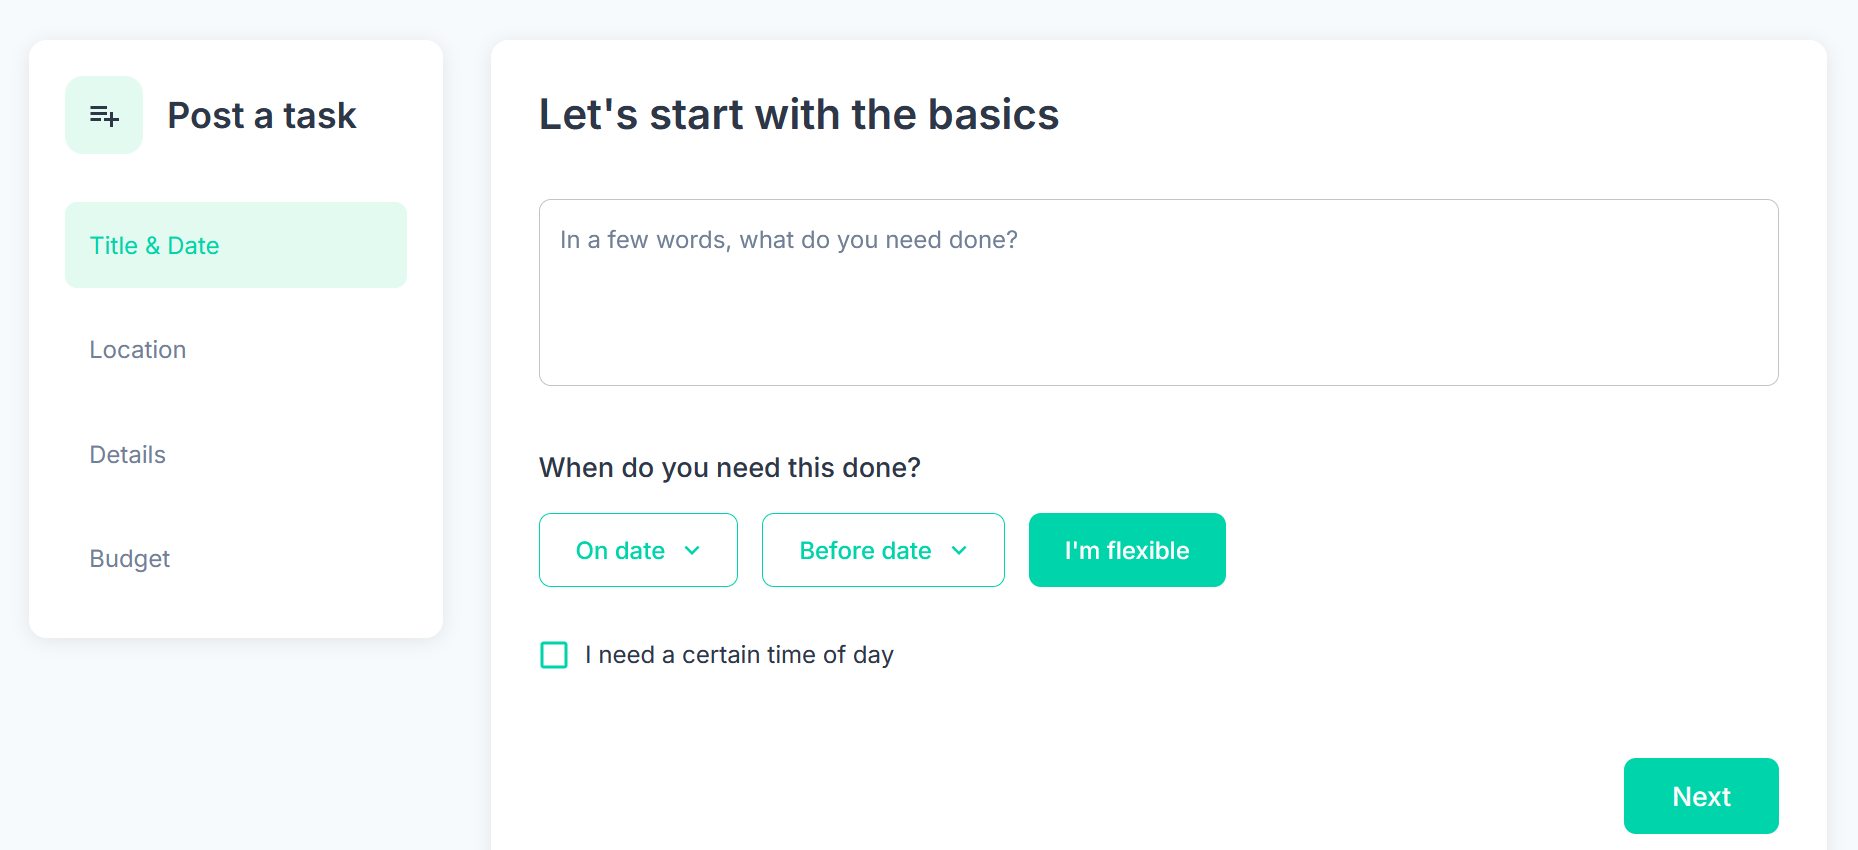 Post a task
Title & Date
Location
Details
Budget
Let's start with the basics
In a few words, what do you need done?
When do you need this done?
On date
Before date
I'm flexible
I need a certain time of day
Next